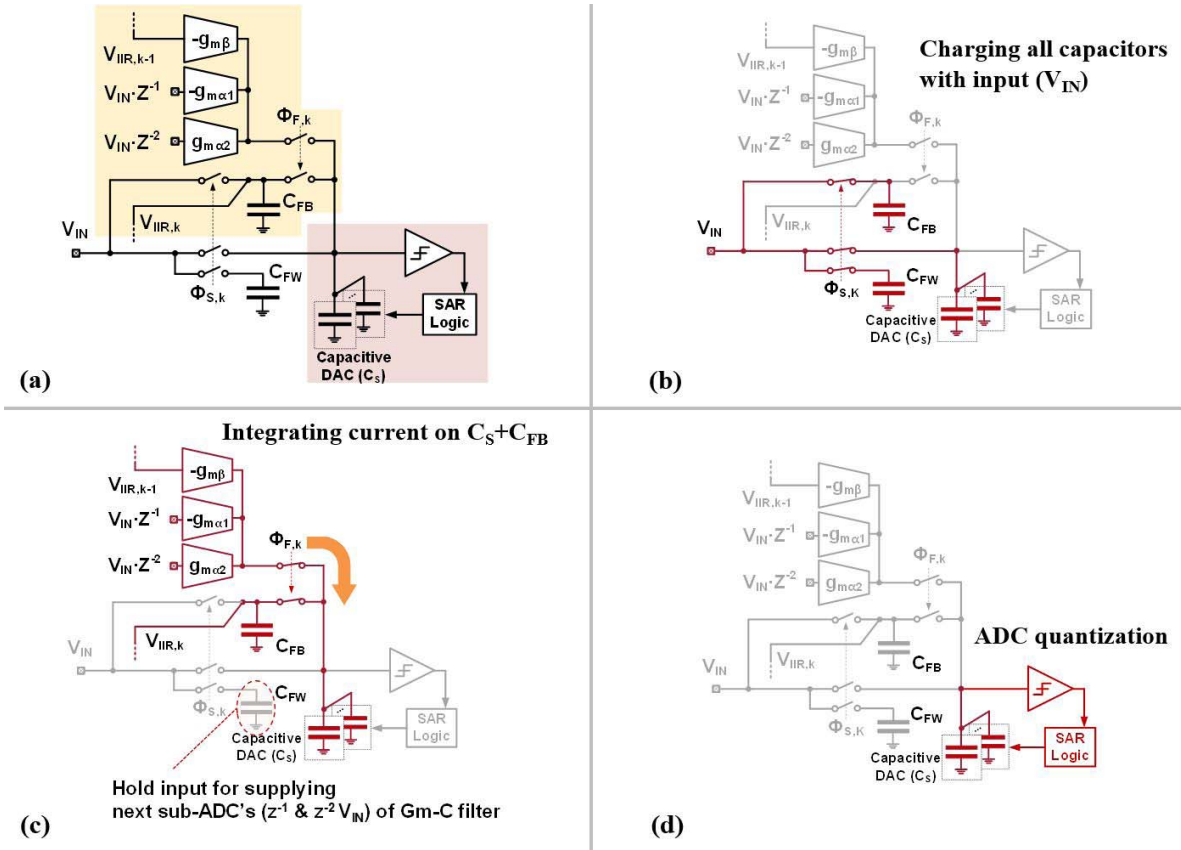 -gmβ
VIIR,k-1
VIN·Z-1
-gmα1
ΦF,k
VIN·Z-2
gmα2
CFB
VIIR,k
VIN
CFW
ΦS,k
SAR
Logic
Capacitive
DAC (CS)
(a)
Charging all capacitors
with input (VIN)
-gmβ
VIIR,k-1
VIN·Z-1
-gmα1
ΦF,k
VIN·Z-2
gmα2
CFB
VIIR,k
VIN
CFW
ΦS,K
SAR
Logic
Capacitive
DAC (CS)
(b)
Integrating current on CS+CFB
-gmβ
VIIR,k-1
VIN·Z-1
-gmα1
ΦF,k
VIN·Z-2
gmα2
VIIR,k
CFB
VIN
CFW
ΦS,k
SAR
Logic
Capacitive
DAC (CS)
Hold input for supplying
next sub-ADC's (z-1 & z-2 VIN) of Gm-C filter
(c)
-gmβ
VIIR,k-1
VIN·Z-1
-gmα1
ΦF,k
VIN·Z-2
gmα2
ADC quantization
VIIR,k
CFB
VIN
CFW
ΦS,K
SAR
Logic
Capacitive
DAC (CS)
(d)